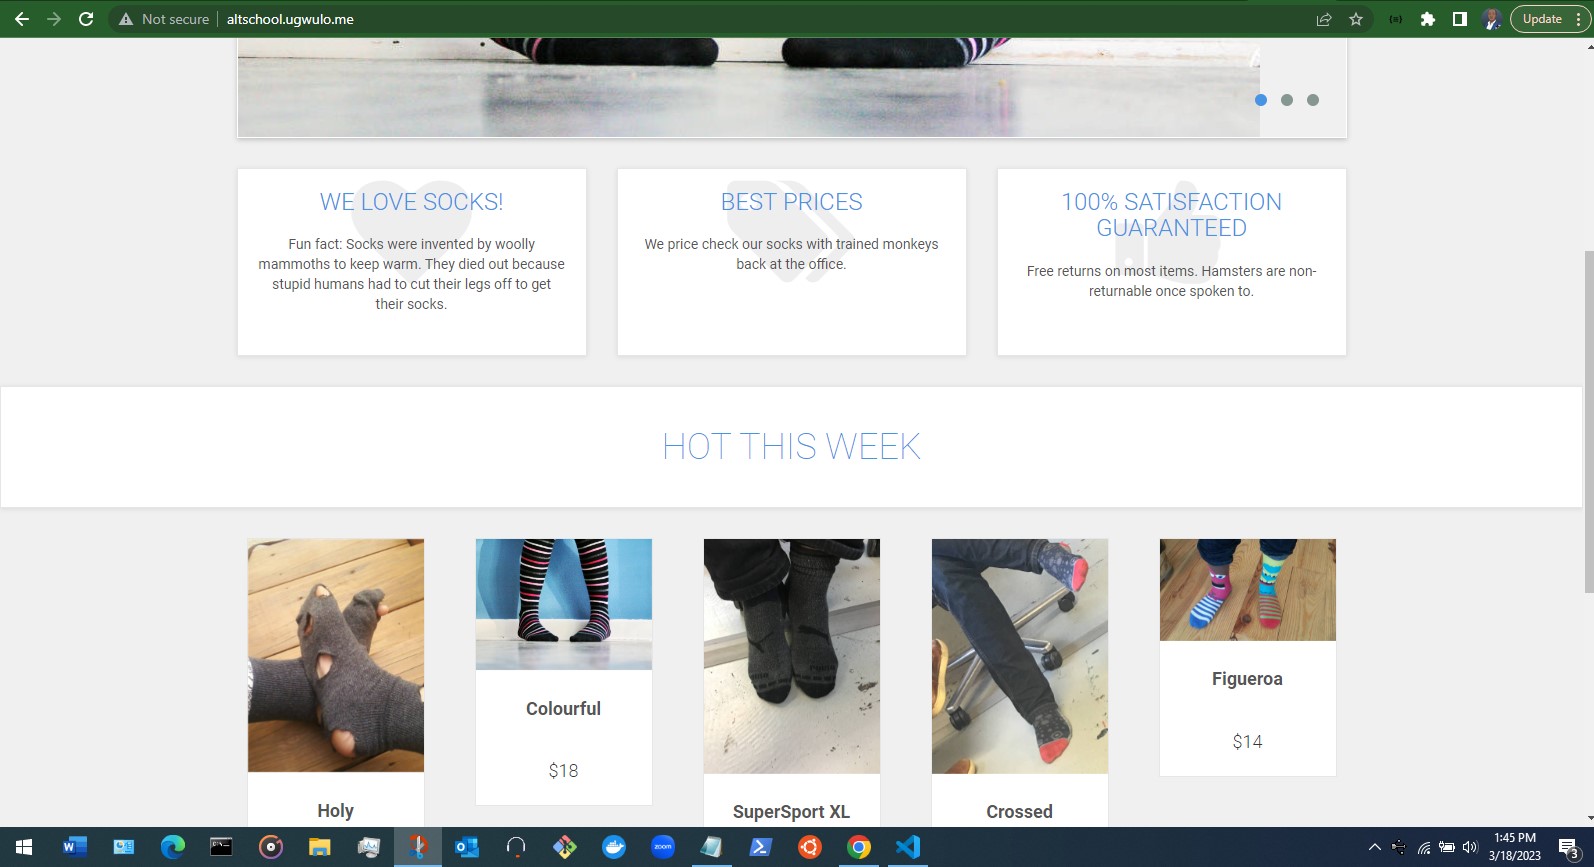 Not secure
altschool.ugwulo.me
Update
WE LOVE SOCKS!
Fun fact: Socks were invented by woolly
mammoths to keep warm. They died out because
stupid humans had to cut their legs off to get
their socks.
BEST PRICES
We price check our socks with trained monkeys
back at the office.
100% SATISFACTION
GUARANTEED
Free returns on most items. Hamsters are non-
returnable once spoken to.
HOT THIS WEEK
Holy
Colourful
$18
SuperSport XL
Crossed
Figueroa
$14
zoom
1:45 PM
3/18/2023
3